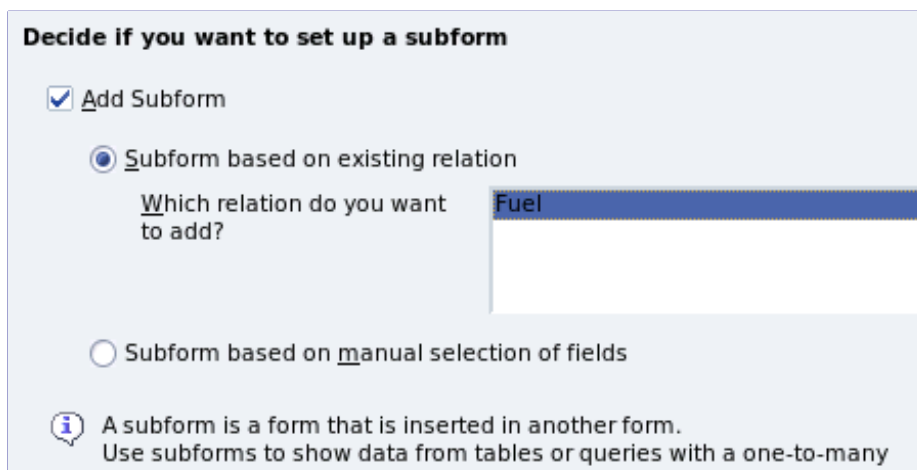 Decide if you want to set up a subform
Add Subform
Subform based on existing relation
Which relation do you want
to add?
Fuel
Subform based on manual selection of fields
A subform is a form that is inserted in another form.
Use subforms to show data from tables or queries with a one-to-many